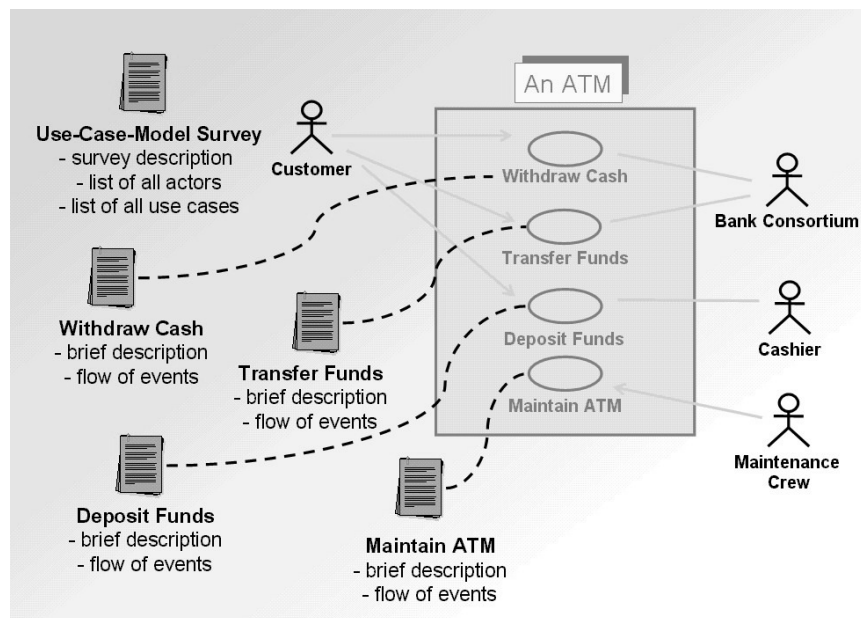 An ATM
Use-Case-Model Survey
- survey description
- list of all actors
- list of all use cases
Customer
Withdraw Cash
Bank Consortium
Transfer Funds
Withdraw Cash
- brief description
- flow of events
Deposit Funds
Cashier
Transfer Funds
- brief description
- flow of events
Maintain ATM
Maintenance
Crew
Deposit Funds
- brief description
- flow of events
Maintain ATM
- brief description
- flow of events